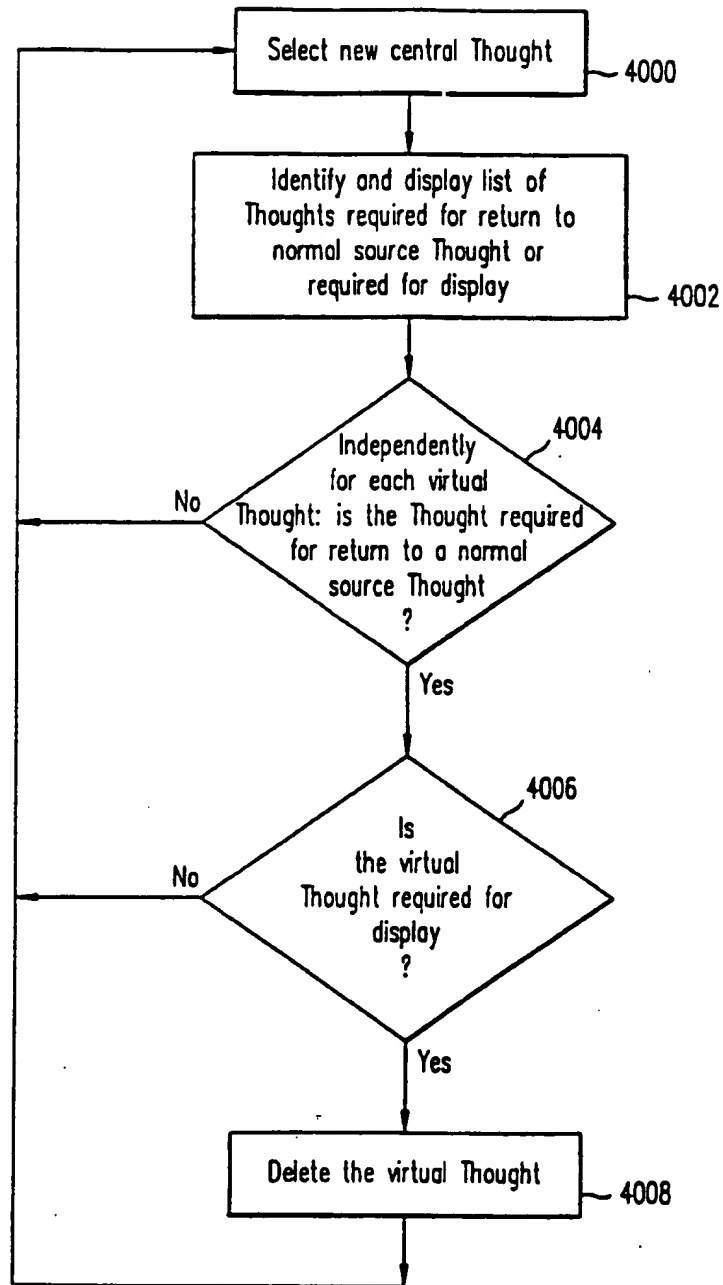 Select new central Thought
4000
Identify and display list of
Thoughts required for return to
normal source Thought or
required for display
4002
4004
Independently
for each virtual
Thought: is the Thought required
for return to a normal
source Thought
?
No
Yes
4006
Is
the virtual
Thought required for
display
?
No
Yes
Delete the virtual Thought
4008